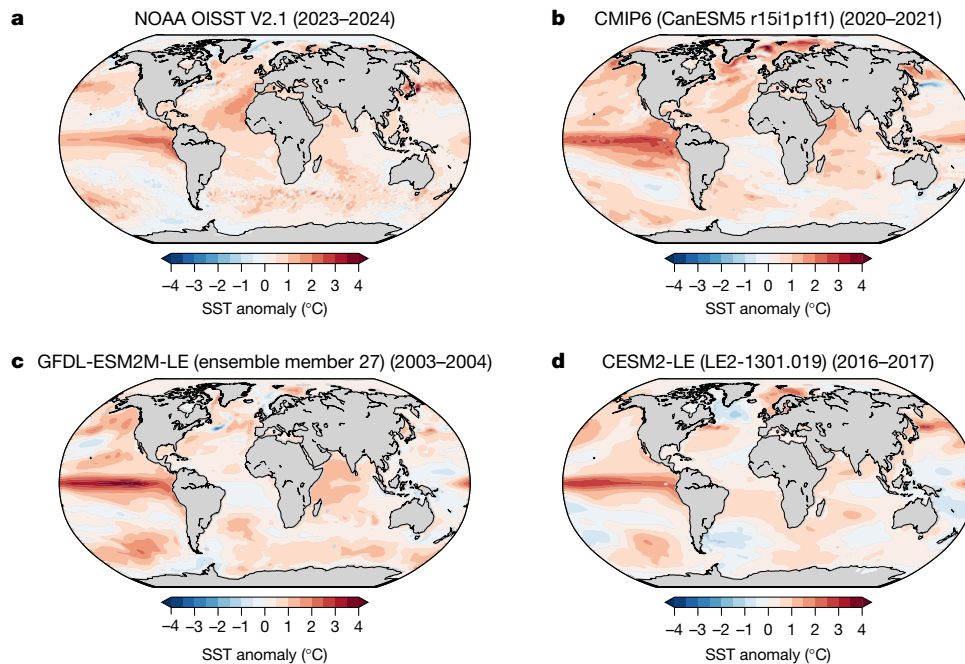 a
NOAA OISST V2.1 (2023–2024)
–4 –3 –2 –1 0 1 2 3 4
SST anomaly (°C)
b
CMIP6 (CanESM5 r15i1p1f1) (2020–2021)
–4 –3 –2 –1 0 1 2 3 4
SST anomaly (°C)
c
GFDL-ESM2M-LE (ensemble member 27) (2003–2004)
–4 –3 –2 –1 0 1 2 3 4
SST anomaly (°C)
d
CESM2-LE (LE2-1301.019) (2016–2017)
–4 –3 –2 –1 0 1 2 3 4
SST anomaly (°C)